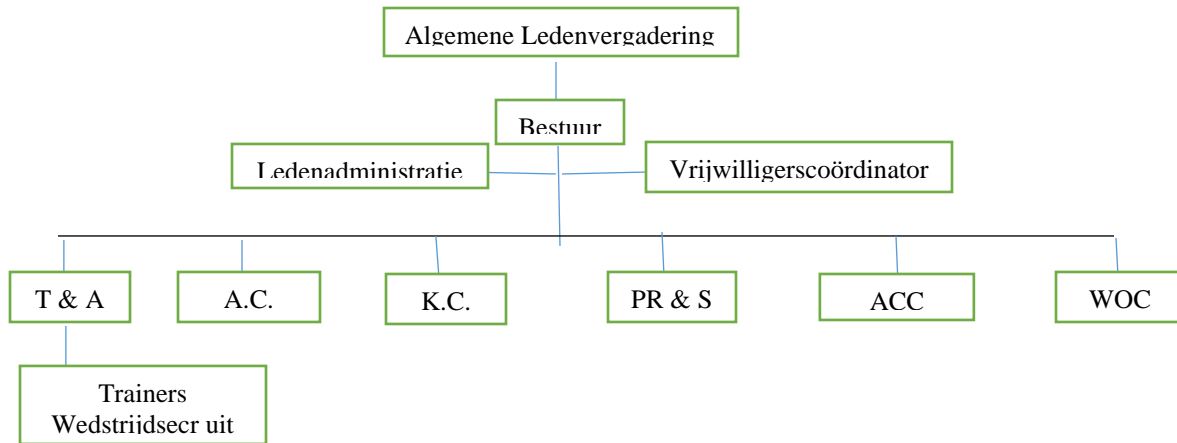 Algemene Ledenvergadering
Bestuur
Ledenadministratie
Vrijwilligerscoördinator
T & A
A.C.
K.C.
PR & S
ACC
WOC
Trainers
Wedstrijdsecr uit